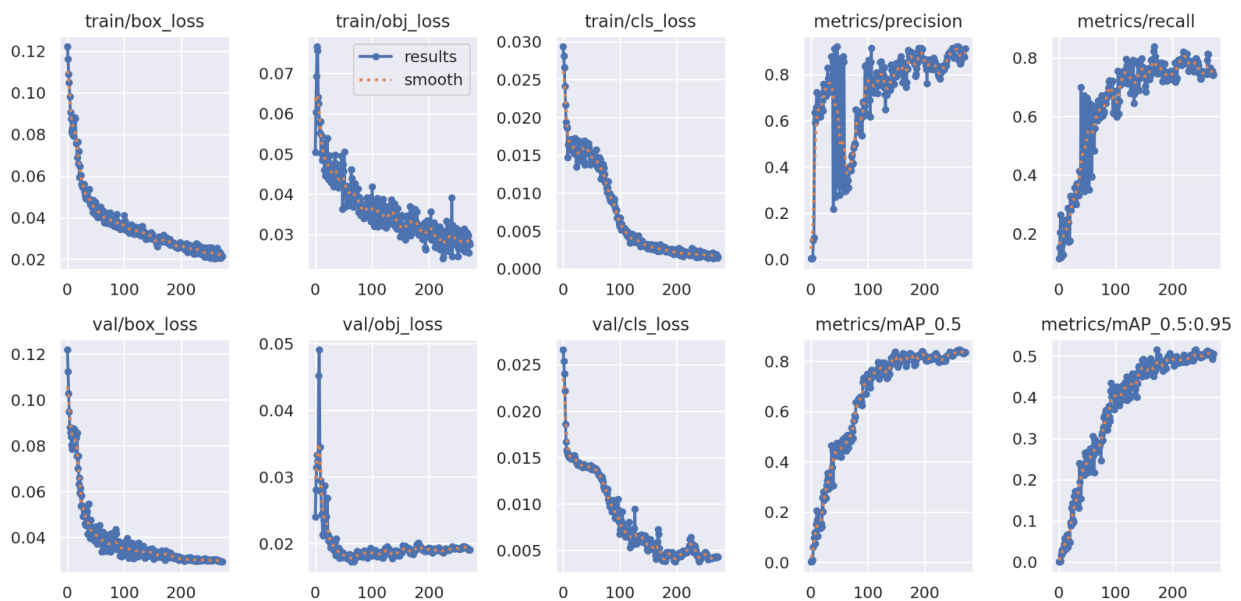 train/box_loss
train/obj_loss
train/cls_loss
metrics/precision
metrics/recall
0.12
0.10
0.08
0.06
0.04
0.02
0 100 200
results
smooth
0.07
0.06
0.05
0.04
0.03
0 100 200
0.030
0.025
0.020
0.015
0.010
0.005
0.000
0 100 200
0.8
0.6
0.4
0.2
0.0
0 100 200
0.8
0.6
0.4
0.2
0 100 200
val/box_loss
val/obj_loss
val/cls_loss
metrics/mAP_0.5
metrics/mAP_0.5:0.95
0.12
0.10
0.08
0.06
0.04
0 100 200
0.05
0.04
0.03
0.02
0 100 200
0.025
0.020
0.015
0.010
0.005
0 100 200
0.8
0.6
0.4
0.2
0.0
0 100 200
0.5
0.4
0.3
0.2
0.1
0.0
0 100 200